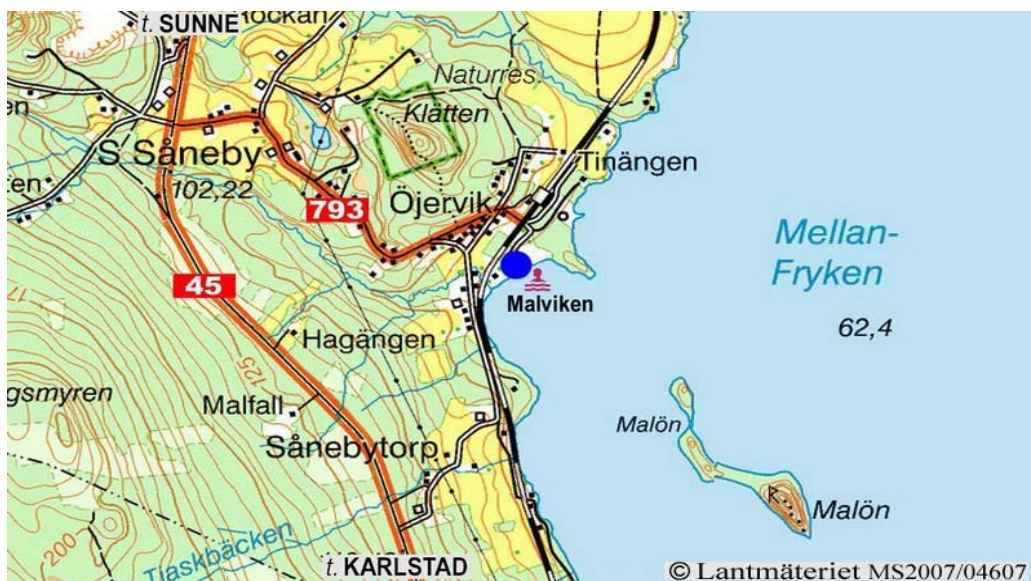 t. SUNNE
Höckan
Naturres.
Klätten
S Såneby
102,22
793
Öjervik
Tinängen
Mellan-
Fryken
62,4
45
Malviken
Hagängen
125
gsmyren
Malfall
Malön
Sånebytorp
Malön
200
Tjaskbäcken
t. KARLSTAD
© Lantmäteriet MS2007/04607